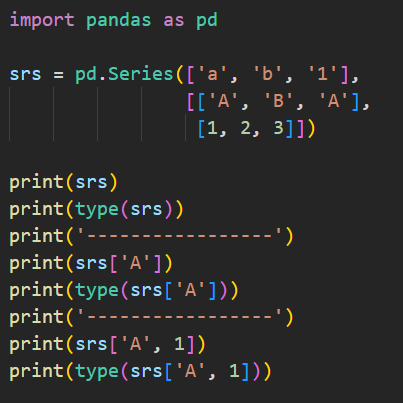 import pandas as pd
srs = pd.Series(['a', 'b', '1'],
[['A', 'B', 'A'],
[1, 2, 3]])
print(srs)
print(type(srs))
print('-----------------')
print(srs['A'])
print(type(srs['A']))
print('-----------------')
print(srs['A', 1])
print(type(srs['A', 1]))